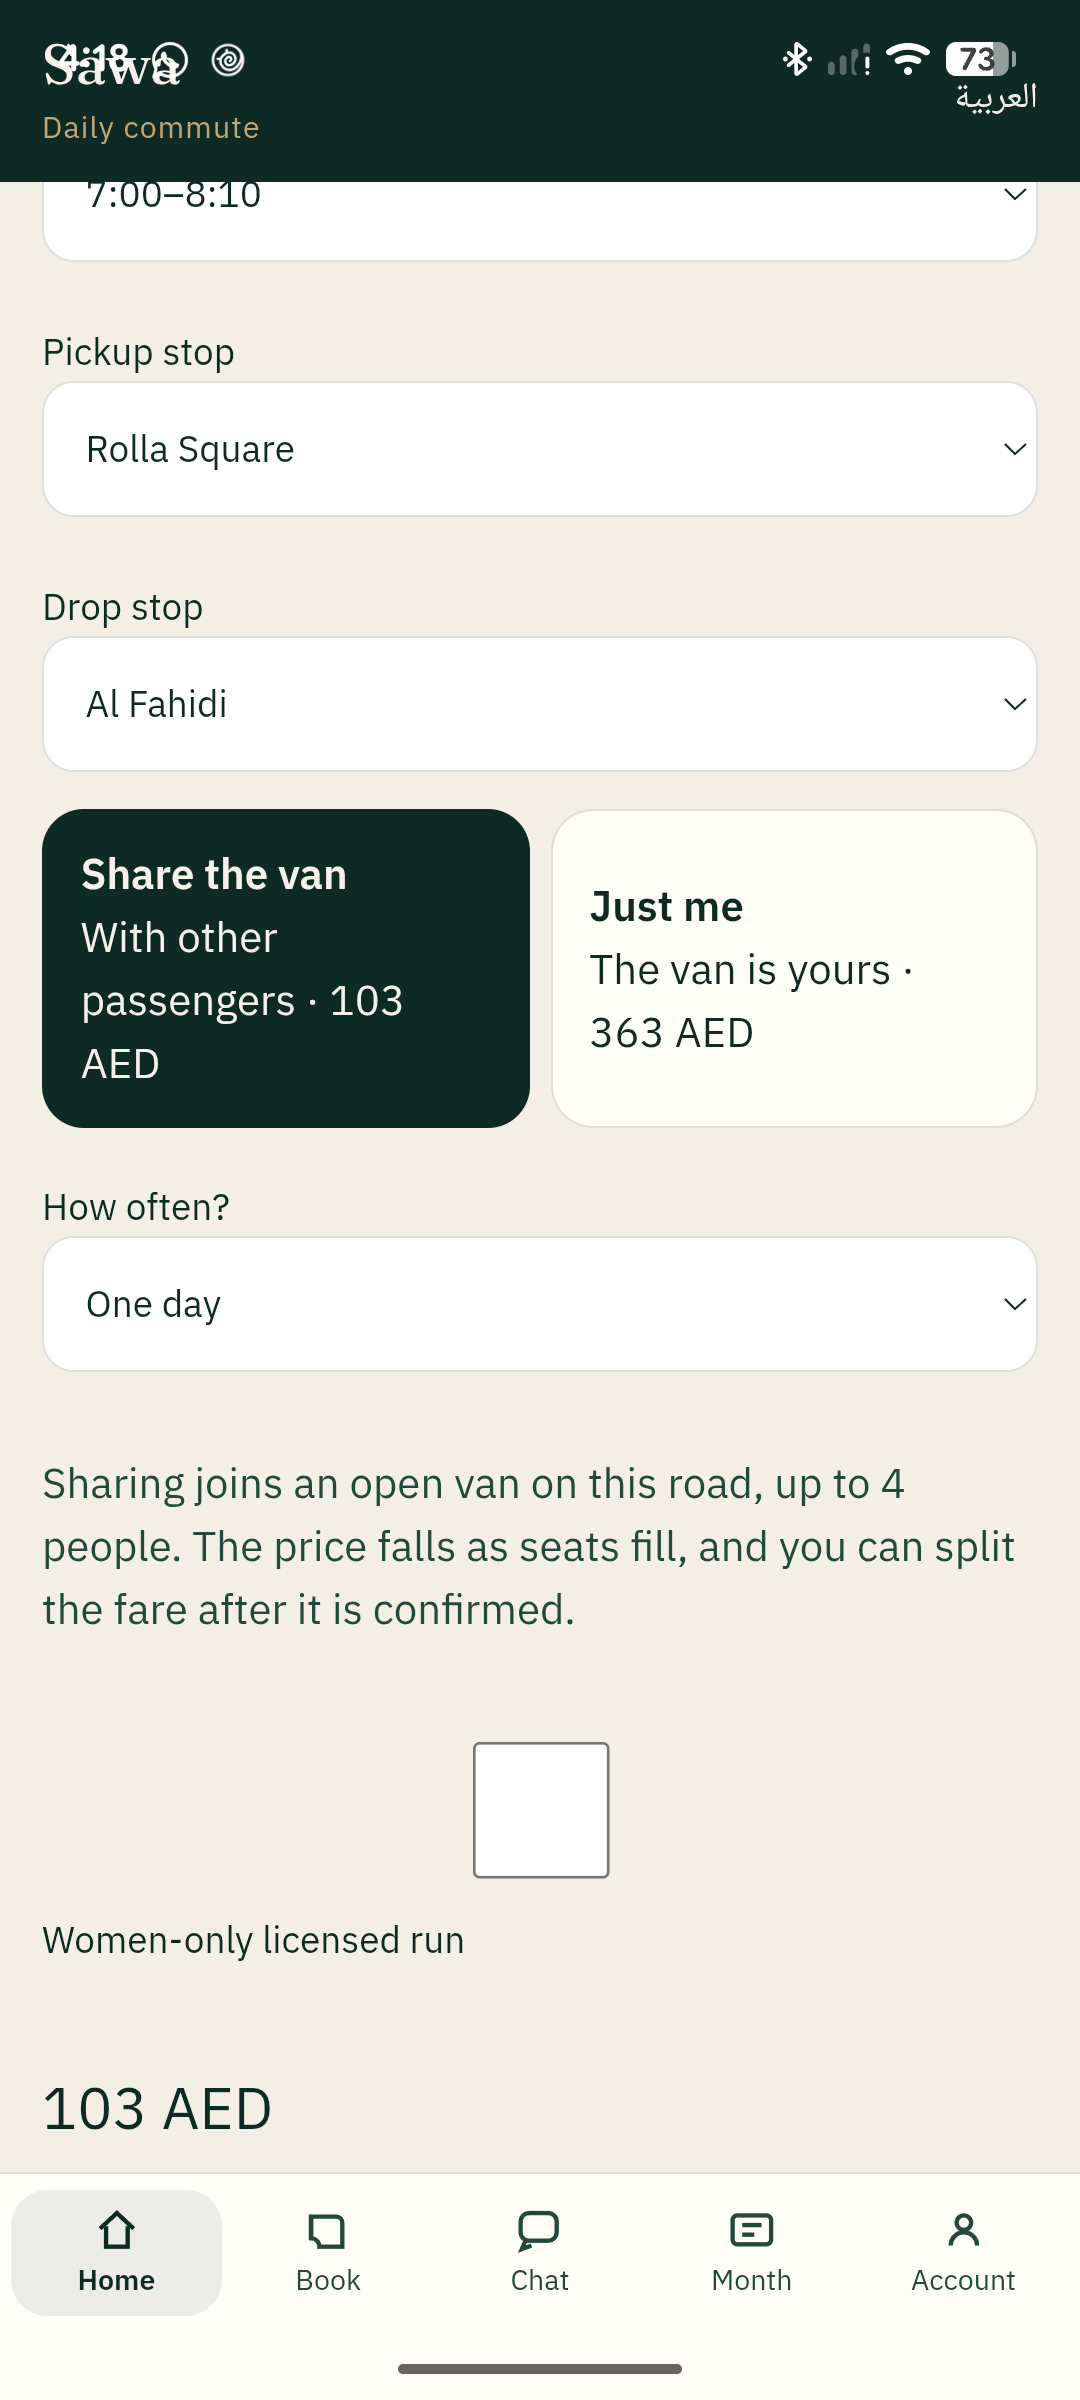 4:18
73
Sawa
العربية
Daily commute
7:00–8:10
Pickup stop
Rolla Square
Drop stop
Al Fahidi
Share the van
With other
passengers · 103
AED
Just me
The van is yours ·
363 AED
How often?
One day
Sharing joins an open van on this road, up to 4
people. The price falls as seats fill, and you can split
the fare after it is confirmed.
Women-only licensed run
103 AED
Home
Book
Chat
Month
Account